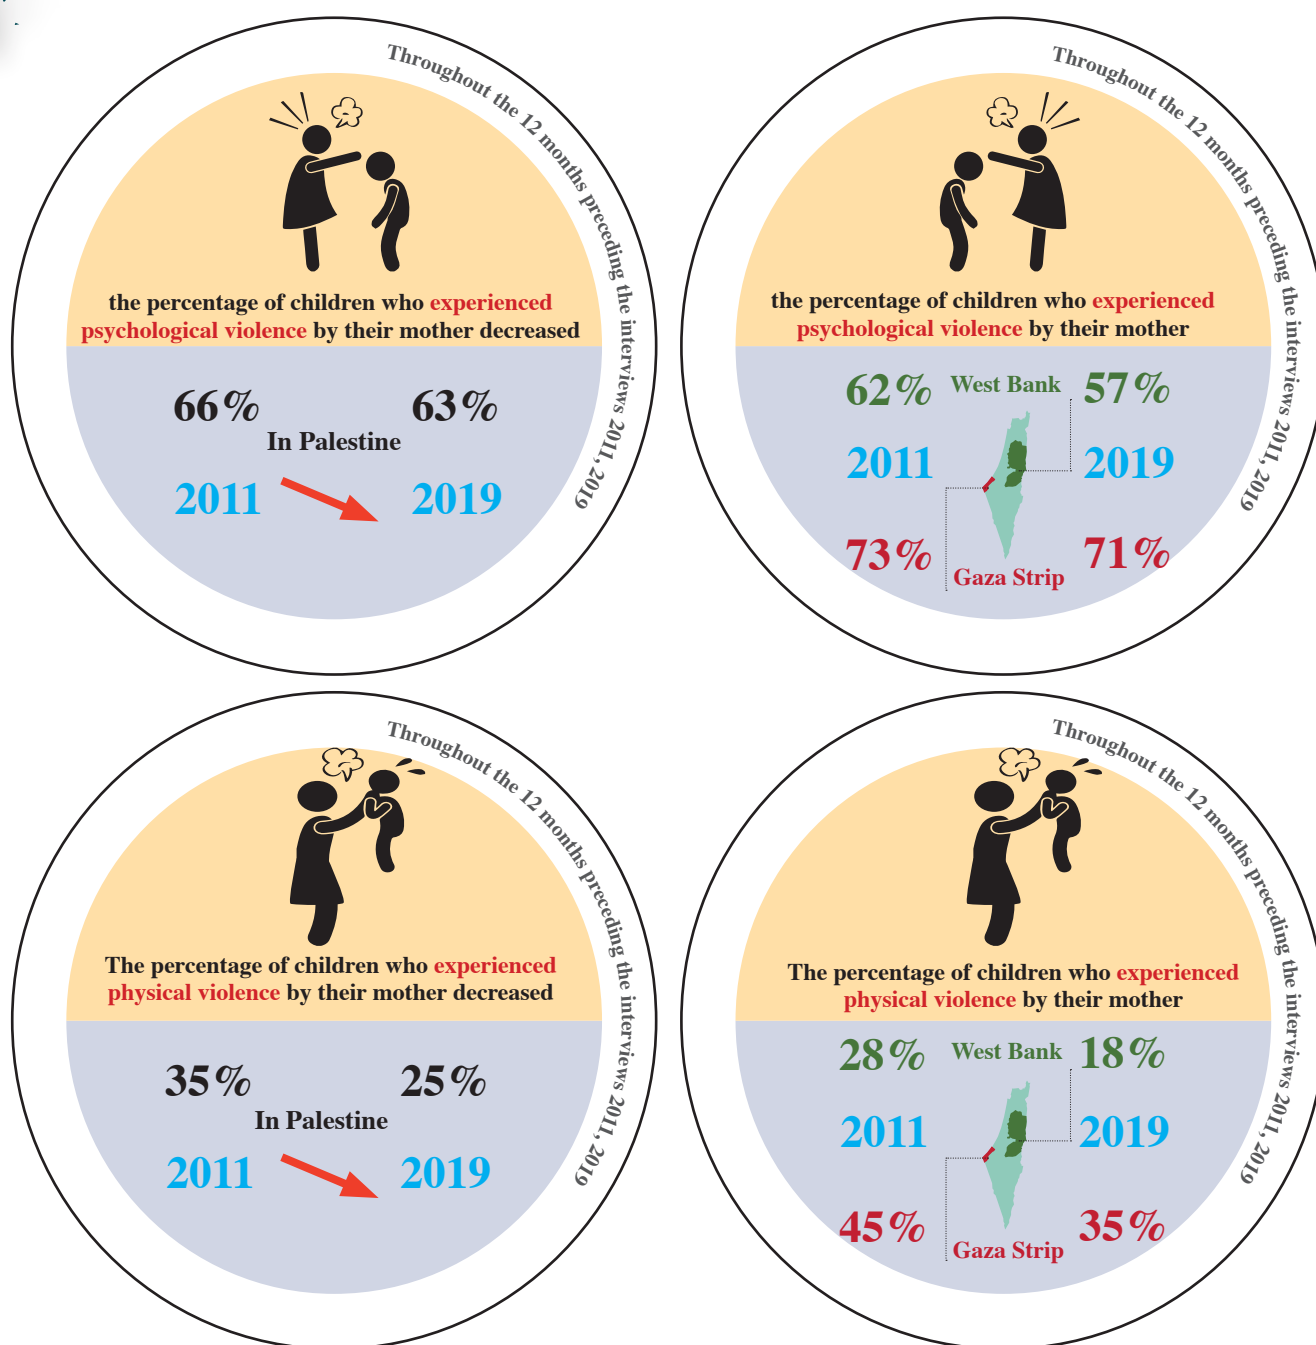 Throughout the 12 months preceding the interviews 2011, 2019
the percentage of children who experienced
psychological violence by their mother decreased
66% 63%
In Palestine
2011 2019
Throughout the 12 months preceding the interviews 2011, 2019
the percentage of children who experienced
psychological violence by their mother
62% West Bank 57%
2011 2019
73% 71%
Gaza Strip
Throughout the 12 months preceding the interviews 2011, 2019
The percentage of children who experienced
physical violence by their mother decreased
35% 25%
In Palestine
2011 2019
Throughout the 12 months preceding the interviews 2011, 2019
The percentage of children who experienced
physical violence by their mother
28% West Bank 18%
2011 2019
45% 35%
Gaza Strip